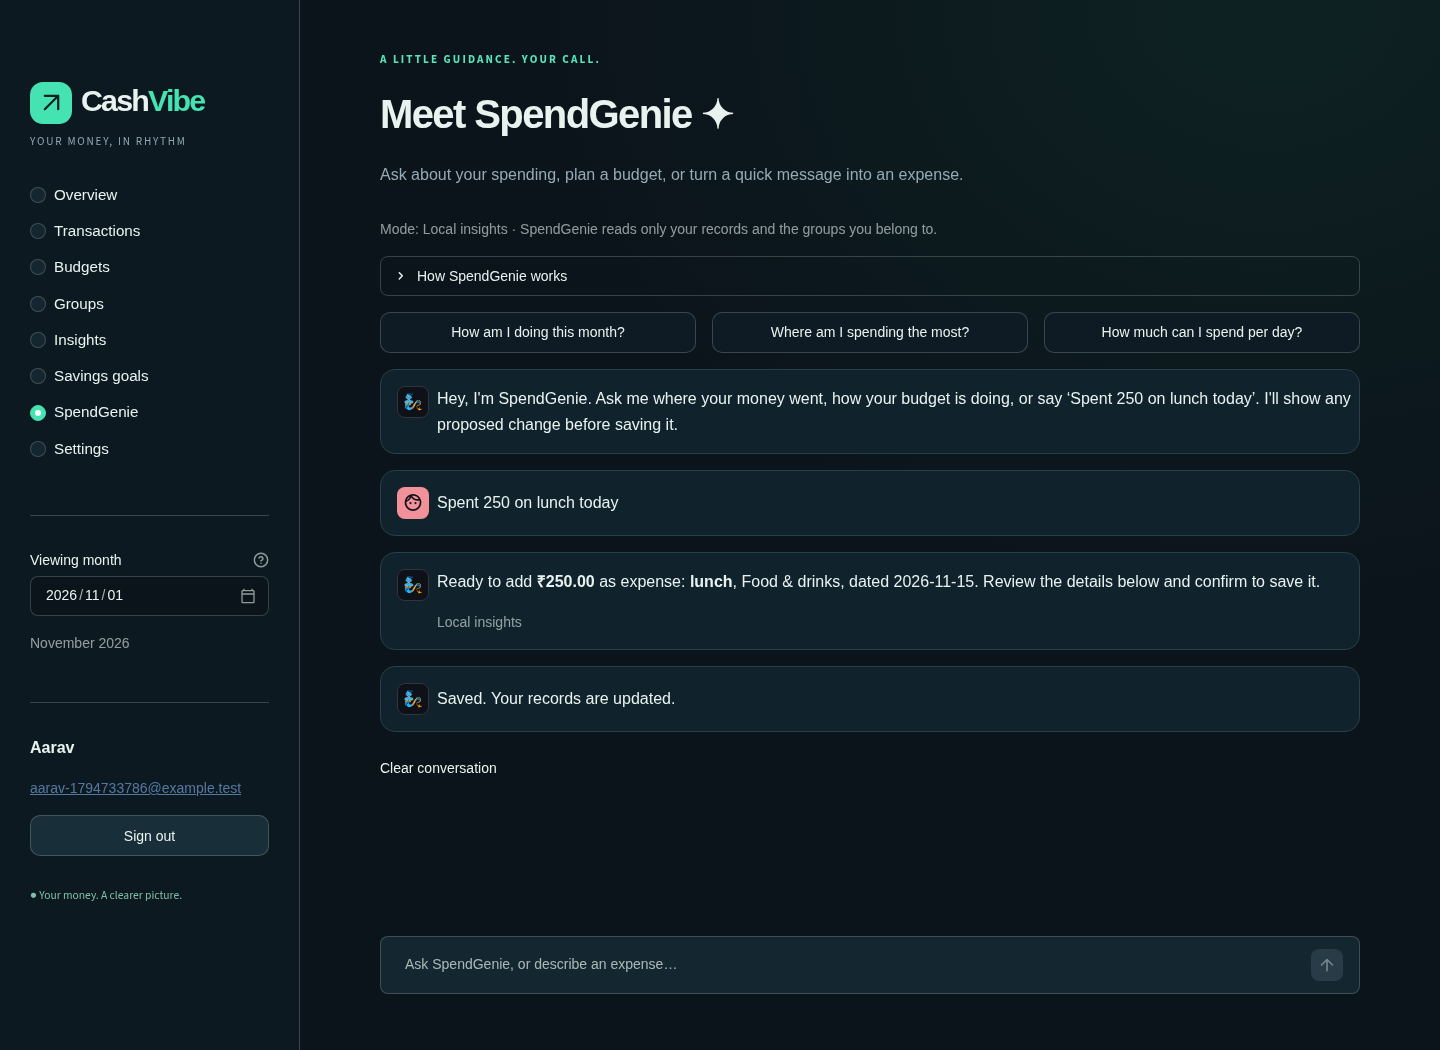 CashVibe
YOUR MONEY, IN RHYTHM
Overview
Transactions
Budgets
Groups
Insights
Savings goals
SpendGenie
Settings
Viewing month
2026/11/01
November 2026
Aarav
aarav-1794733786@example.test
Sign out
Your money. A clearer picture.
A LITTLE GUIDANCE. YOUR CALL.
Meet SpendGenie ✦
Ask about your spending, plan a budget, or turn a quick message into an expense.
Mode: Local insights · SpendGenie reads only your records and the groups you belong to.
How SpendGenie works
How am I doing this month?
Where am I spending the most?
How much can I spend per day?
Hey, I'm SpendGenie. Ask me where your money went, how your budget is doing, or say ‘Spent 250 on lunch today’. I'll show any
proposed change before saving it.
Spent 250 on lunch today
Ready to add ₹250.00 as expense: lunch, Food & drinks, dated 2026-11-15. Review the details below and confirm to save it.
Local insights
Saved. Your records are updated.
Clear conversation
Ask SpendGenie, or describe an expense…